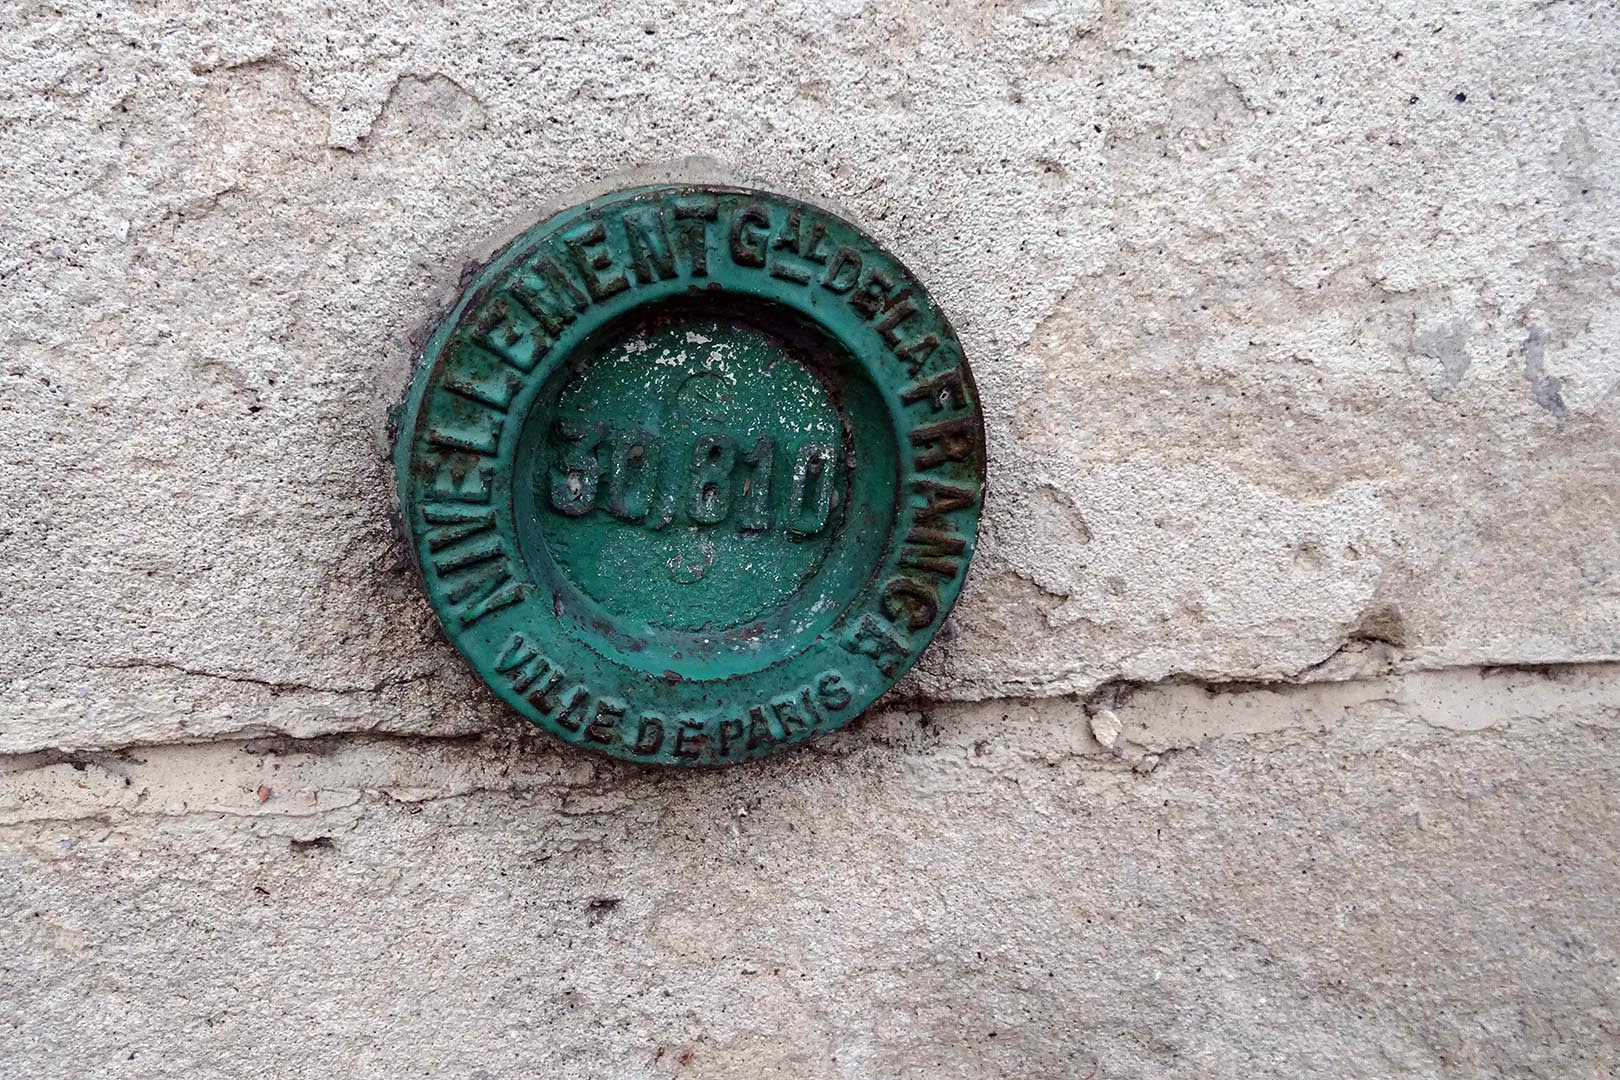 NIVELLEMENT GAL DE LA FRANCE
30,810
VILLE DE PARIS